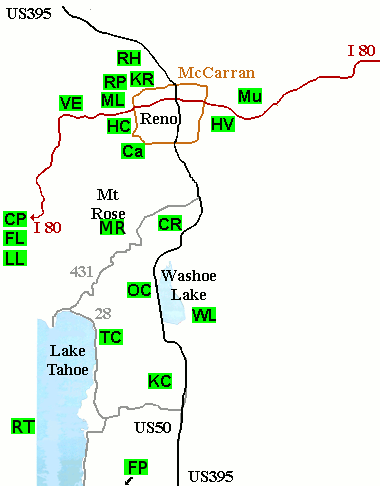 US395
RH
I 80
McCarran
RP
KR
ML
Mu
VE
Reno
HC
HV
Ca
Mt
Rose
MR
CR
CP
I 80
FL
LL
431
Washoe
Lake
OC
28
WL
TC
Lake
Tahoe
KC
RT
US50
FP
US395